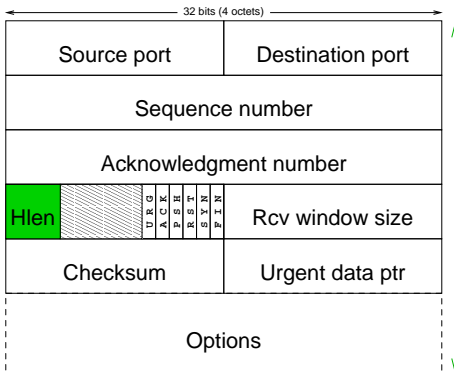 32 bits (4 octets)
Source port Destination port
Sequence number
Acknowledgment number
Hlen URG ACK PSH RST SYN FIN Rcv window size
Checksum Urgent data ptr
Options